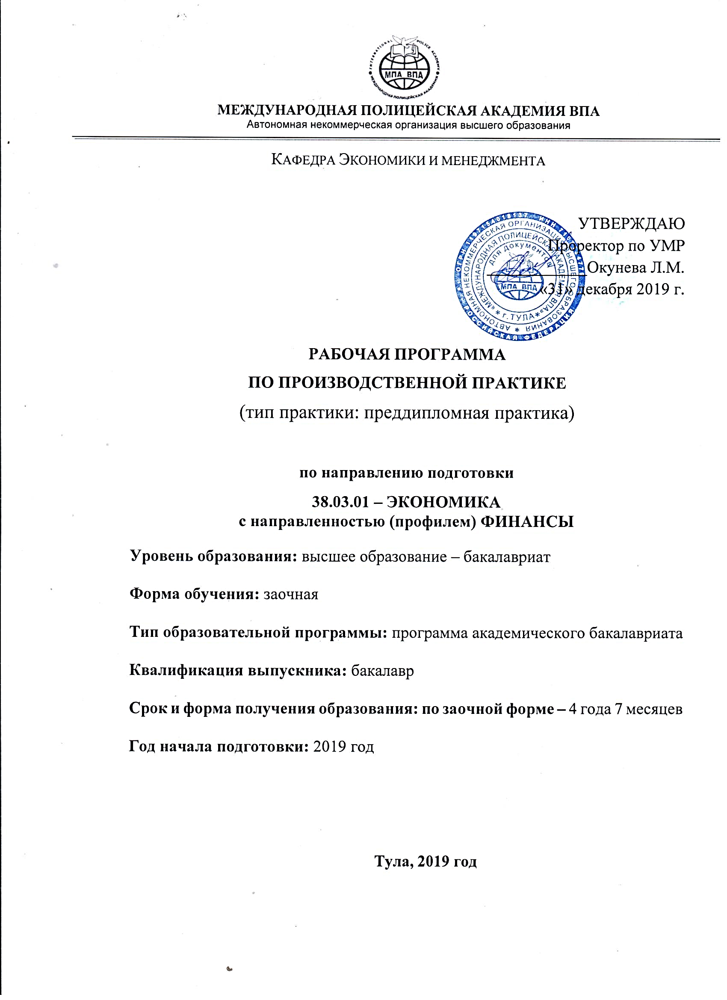 INTERNATIONAL POLICE ACADEMY
МПА ВПА
МЕЖДУНАРОДНАЯ ПОЛИЦЕЙСКАЯ АКАДЕМИЯ
МЕЖДУНАРОДНАЯ ПОЛИЦЕЙСКАЯ АКАДЕМИЯ ВПА
Автономная некоммерческая организация высшего образования
КАФЕДРА ЭКОНОМИКИ И МЕНЕДЖМЕНТА
УТВЕРЖДАЮ
Проректор по УМР
Окунева Л.М.
«31» декабря 2019 г.
РОССИЙСКАЯ ФЕДЕРАЦИЯ
ОГРН ИНН
АВТОНОМНАЯ НЕКОММЕРЧЕСКАЯ ОРГАНИЗАЦИЯ ВЫСШЕГО ОБРАЗОВАНИЯ *
«МЕЖДУНАРОДНАЯ ПОЛИЦЕЙСКАЯ АКАДЕМИЯ ВПА» * г. ТУЛА *
для документов
МПА ВПА
РАБОЧАЯ ПРОГРАММА
ПО ПРОИЗВОДСТВЕННОЙ ПРАКТИКЕ
(тип практики: преддипломная практика)
по направлению подготовки
38.03.01 – ЭКОНОМИКА
с направленностью (профилем) ФИНАНСЫ
Уровень образования: высшее образование – бакалавриат
Форма обучения: заочная
Тип образовательной программы: программа академического бакалавриата
Квалификация выпускника: бакалавр
Срок и форма получения образования: по заочной форме – 4 года 7 месяцев
Год начала подготовки: 2019 год
Тула, 2019 год